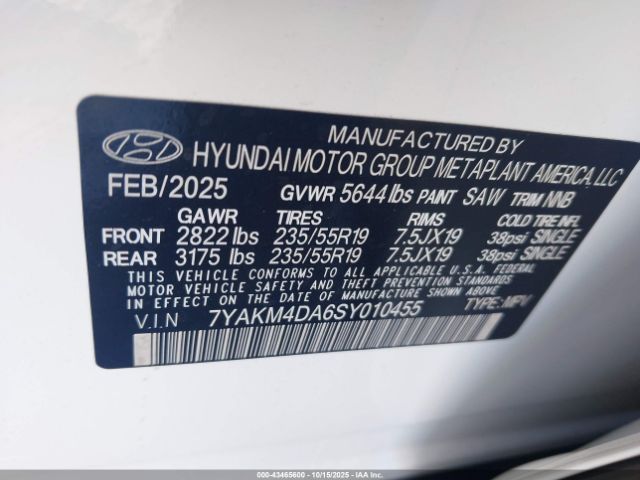 MANUFACTURED BY
HYUNDAI MOTOR GROUP METAPLANT AMERICA, LLC
FEB/2025 GVWR 5644 lbs PAINT SAW TRIM NNB
GAWR TIRES RIMS COLD TIRE INFL
FRONT 2822 lbs 235/55R19 7.5JX19 38psi SINGLE
REAR 3175 lbs 235/55R19 7.5JX19 38psi SINGLE
THIS VEHICLE CONFORMS TO ALL APPLICABLE U.S.A. FEDERAL
MOTOR VEHICLE SAFETY, BUMPER, AND THEFT PREVENTION STANDARDS
IN EFFECT ON THE DATE OF MANUFACTURE SHOWN ABOVE.
V.I.N 7YAKM4DA6SY010455 TYPE: MPV
000-43465600 - 10/15/2025 - IAAI.COM